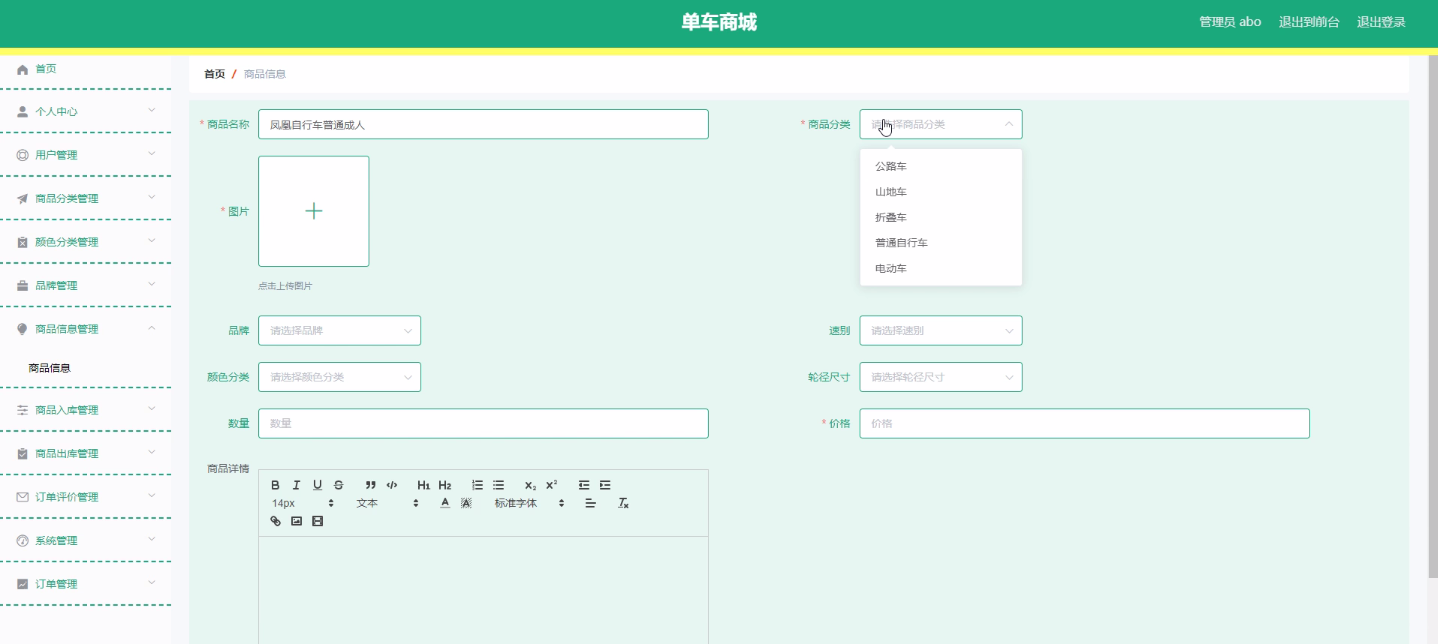 单车商城
管理员 abo 退出到前台 退出登录
首页
个人中心
用户管理
商品分类管理
颜色分类管理
品牌管理
商品信息管理
商品信息
商品入库管理
商品出库管理
订单评价管理
系统管理
订单管理
首页 / 商品信息
* 商品名称 凤凰自行车普通成人
* 商品分类 请选择商品分类
公路车
山地车
折叠车
普通自行车
电动车
* 图片
点击上传图片
品牌 请选择品牌
速别 请选择速别
颜色分类 请选择颜色分类
轮径尺寸 请选择轮径尺寸
数量 数量
* 价格 价格
商品详情
B I U S H1 H2 X2 X2
14px 文本 A A 标准字体 Tx